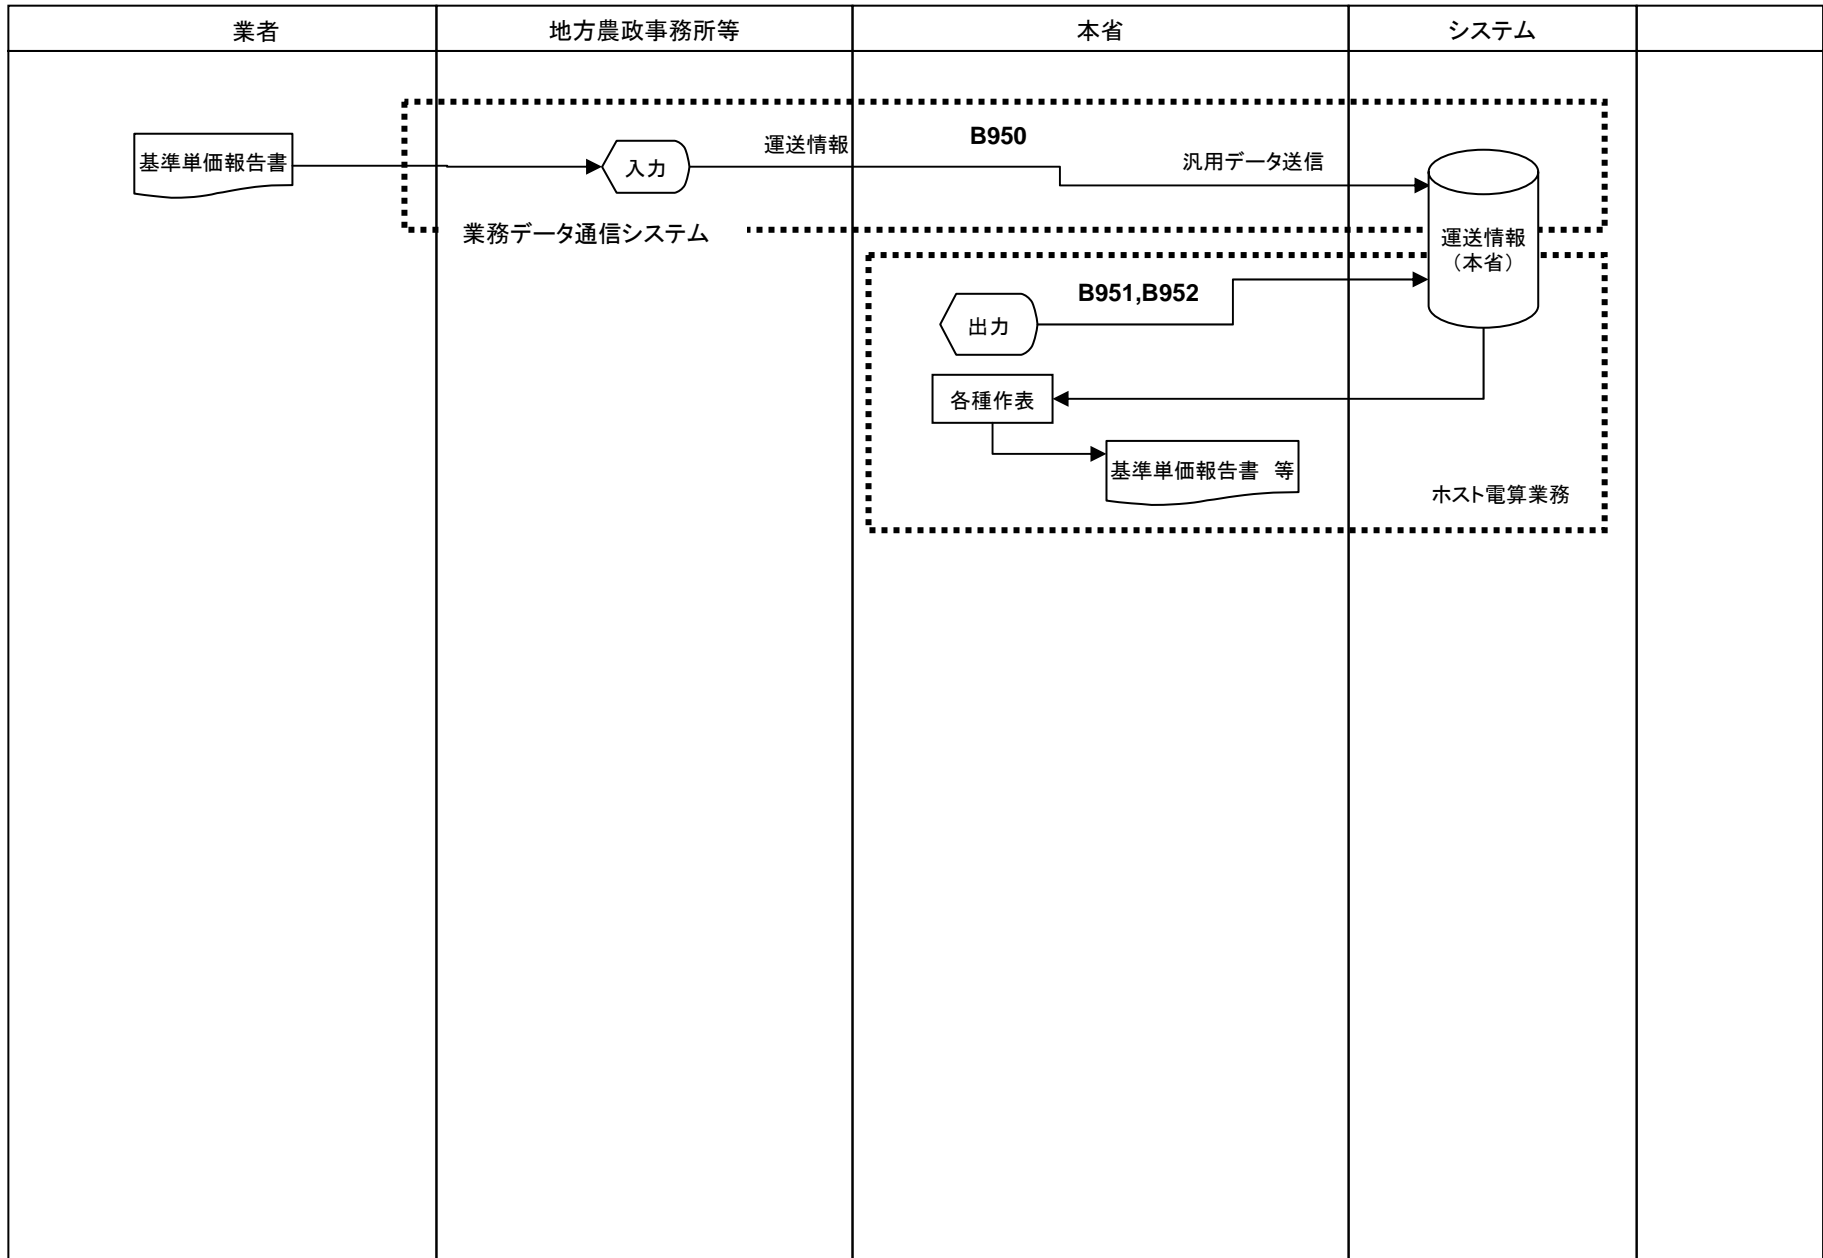 業者
地方農政事務所等
本省
システム
基準単価報告書
入力
運送情報
B950
汎用データ送信
業務データ通信システム
運送情報
（本省）
B951,B952
出力
各種作表
基準単価報告書　等
ホスト電算業務